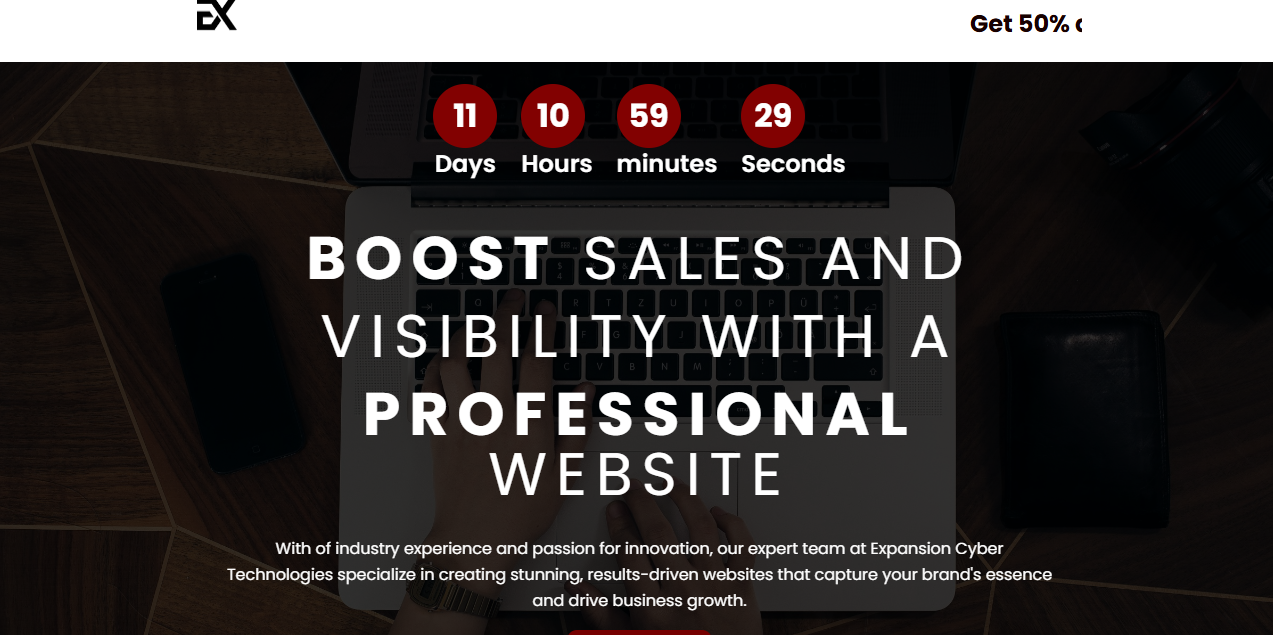 EX
Get 50%
11 10 59 29
Days Hours minutes Seconds
BOOST SALES AND
VISIBILITY WITH A
PROFESSIONAL
WEBSITE
With of industry experience and passion for innovation, our expert team at Expansion Cyber
Technologies specialize in creating stunning, results-driven websites that capture your brand's essence
and drive business growth.